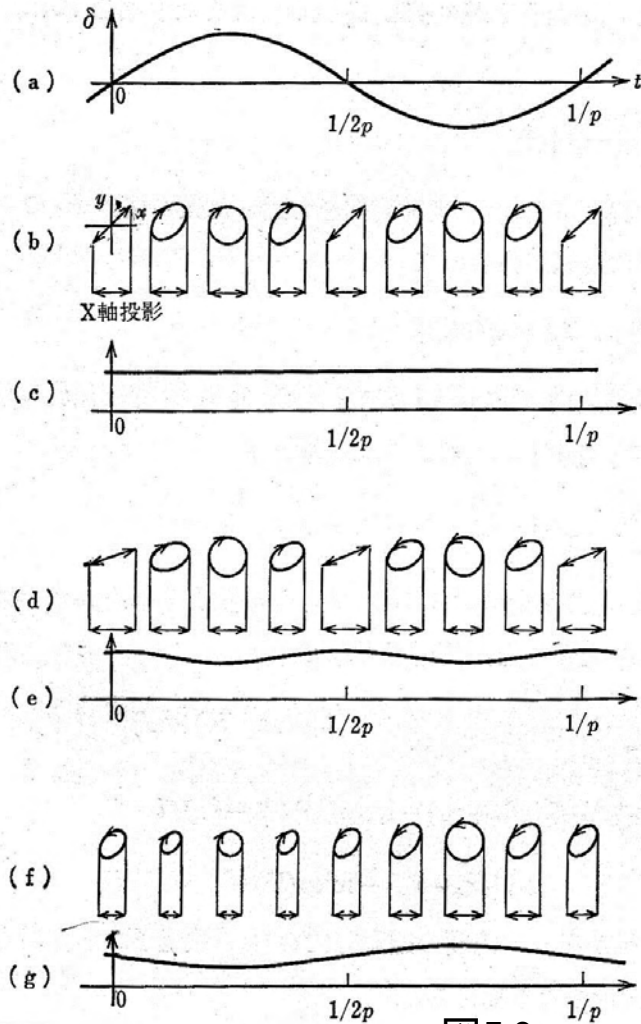 δ
(a)
0
1/2p
1/p
t
(b)
y
x
X軸投影
(c)
0
1/2p
1/p
(d)
(e)
0
1/2p
1/p
(f)
(g)
0
1/2p
1/p